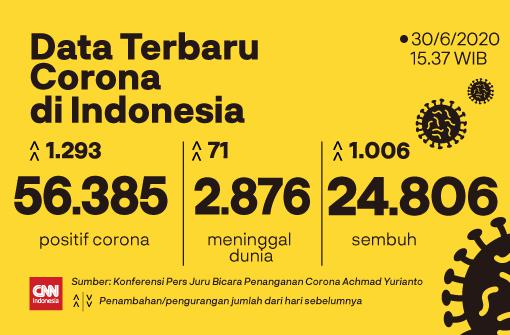 Data Terbaru
Corona
di Indonesia
30/6/2020
15.37 WIB
1.293
56.385
positif corona
71
2.876
meninggal
dunia
1.006
24.806
sembuh
CNN
Indonesia
Sumber: Konferensi Pers Juru Bicara Penanganan Corona Achmad Yurianto
Penambahan/pengurangan jumlah dari hari sebelumnya